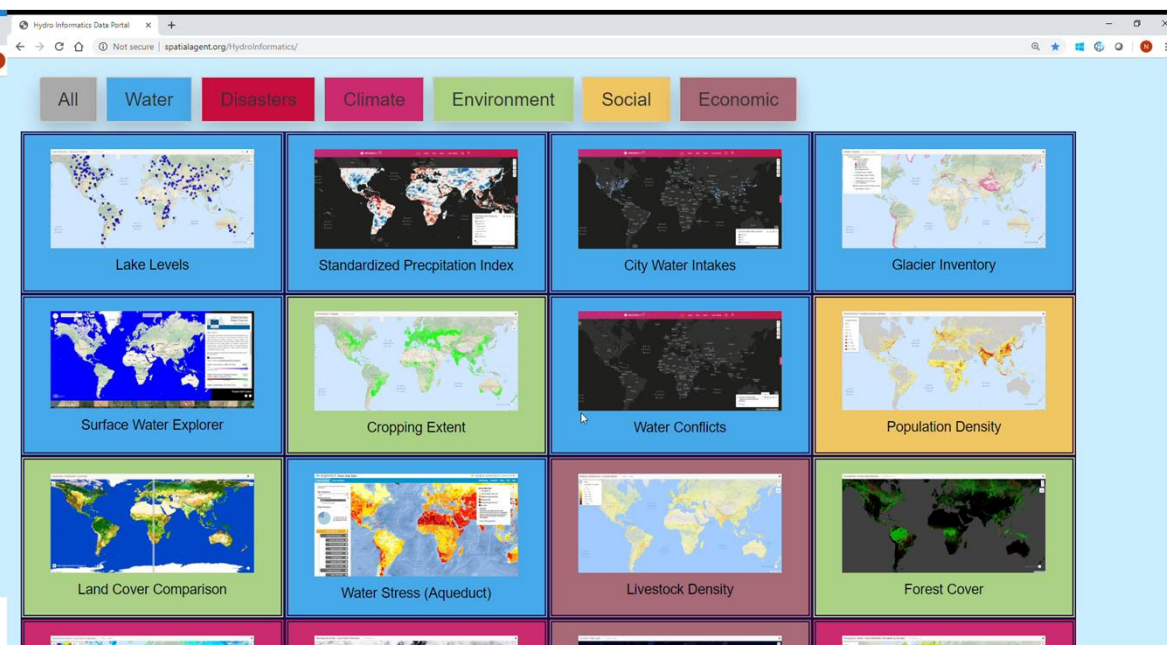 Hydro Informatics Data Portal
Not secure | spatialagent.org/HydroInformatics/
N
All
Water
Disasters
Climate
Environment
Social
Economic
Lake Levels
Standardized Precpitation Index
City Water Intakes
Glacier Inventory
Surface Water Explorer
Cropping Extent
Water Conflicts
Population Density
Land Cover Comparison
Water Stress (Aqueduct)
Livestock Density
Forest Cover